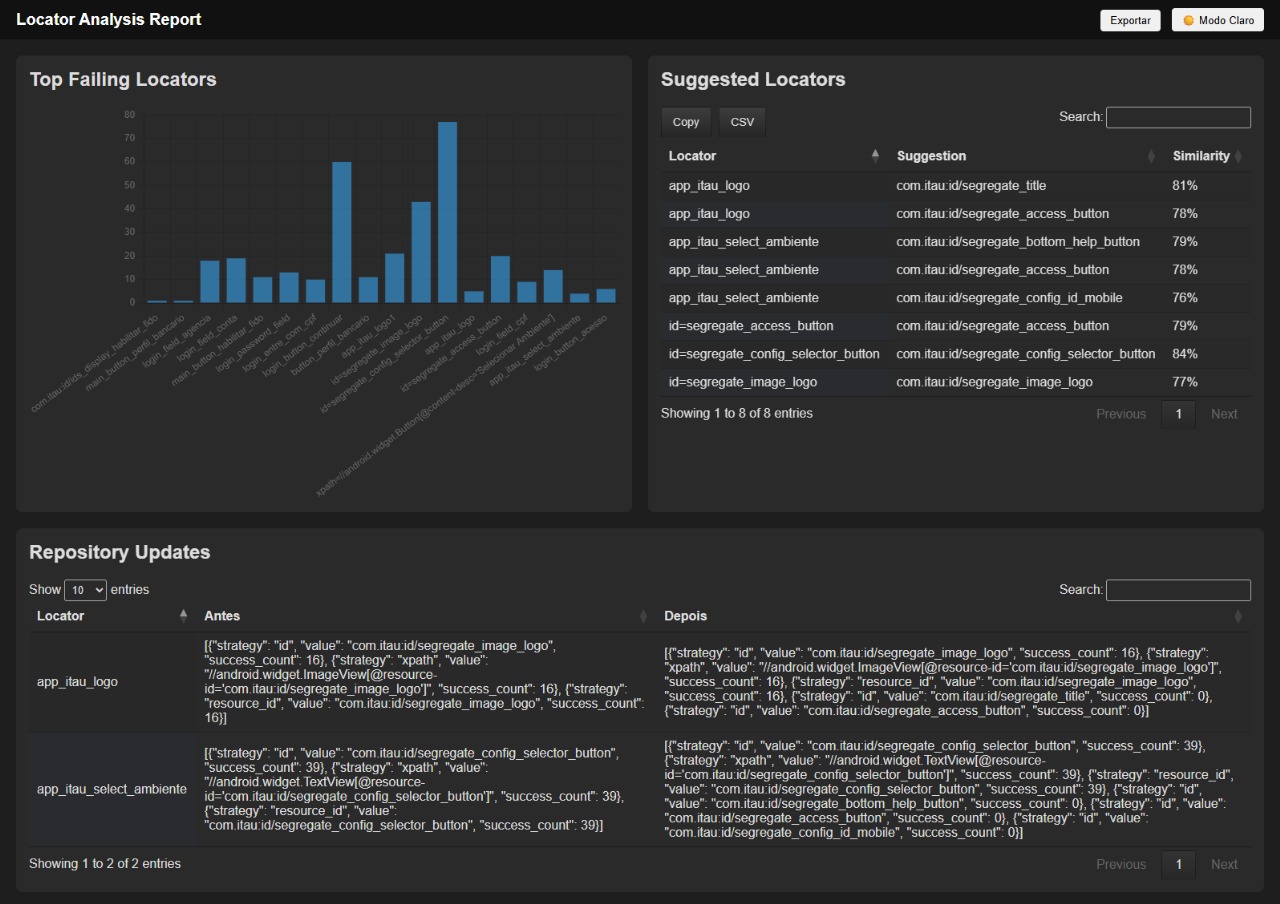 Locator Analysis Report
Exportar
Modo Claro
Top Failing Locators
80
70
60
50
40
30
20
10
0
com.itau:id/ids_display_habilitar_fido
main_button_perfil_bancario
login_field_agencia
login_field_conta
main_button_habilitar_fido
login_password_field
login_entre_com_cpf
login_button_continuar
button_perfil_bancario
app_itau_logo1
id=segregate_image_logo
id=segregate_config_selector_button
app_itau_logo
id=segregate_access_button
login_field_cpf
xpath=//android.widget.Button[@content-desc='Selecionar Ambiente']
app_itau_select_ambiente
login_button_acesso
Suggested Locators
Copy
CSV
Search:
Locator Suggestion Similarity
app_itau_logo com.itau:id/segregate_title 81%
app_itau_logo com.itau:id/segregate_access_button 78%
app_itau_select_ambiente com.itau:id/segregate_bottom_help_button 79%
app_itau_select_ambiente com.itau:id/segregate_access_button 78%
app_itau_select_ambiente com.itau:id/segregate_config_id_mobile 76%
id=segregate_access_button com.itau:id/segregate_access_button 79%
id=segregate_config_selector_button com.itau:id/segregate_config_selector_button 84%
id=segregate_image_logo com.itau:id/segregate_image_logo 77%
Showing 1 to 8 of 8 entries
Previous 1 Next
Repository Updates
Show 10 entries
Search:
Locator Antes Depois
app_itau_logo
[{"strategy": "id", "value": "com.itau:id/segregate_image_logo",
"success_count": 16}, {"strategy": "xpath", "value":
"//android.widget.ImageView[@resource-
id='com.itau:id/segregate_image_logo']", "success_count": 16}, {"strategy":
"resource_id", "value": "com.itau:id/segregate_image_logo", "success_count":
16}]
[{"strategy": "id", "value": "com.itau:id/segregate_image_logo", "success_count": 16}, {"strategy":
"xpath", "value": "//android.widget.ImageView[@resource-id='com.itau:id/segregate_image_logo']",
"success_count": 16}, {"strategy": "resource_id", "value": "com.itau:id/segregate_image_logo",
"success_count": 16}, {"strategy": "id", "value": "com.itau:id/segregate_title", "success_count": 0},
{"strategy": "id", "value": "com.itau:id/segregate_access_button", "success_count": 0}]
app_itau_select_ambiente
[{"strategy": "id", "value": "com.itau:id/segregate_config_selector_button",
"success_count": 39}, {"strategy": "xpath", "value":
"//android.widget.TextView[@resource-
id='com.itau:id/segregate_config_selector_button']", "success_count": 39},
{"strategy": "resource_id", "value":
"com.itau:id/segregate_config_selector_button", "success_count": 39}]
[{"strategy": "id", "value": "com.itau:id/segregate_config_selector_button", "success_count": 39},
{"strategy": "xpath", "value": "//android.widget.TextView[@resource-
id='com.itau:id/segregate_config_selector_button']", "success_count": 39}, {"strategy": "resource_id",
"value": "com.itau:id/segregate_config_selector_button", "success_count": 39}, {"strategy": "id",
"value": "com.itau:id/segregate_bottom_help_button", "success_count": 0}, {"strategy": "id", "value":
"com.itau:id/segregate_access_button", "success_count": 0}, {"strategy": "id", "value":
"com.itau:id/segregate_config_id_mobile", "success_count": 0}]
Showing 1 to 2 of 2 entries
Previous 1 Next